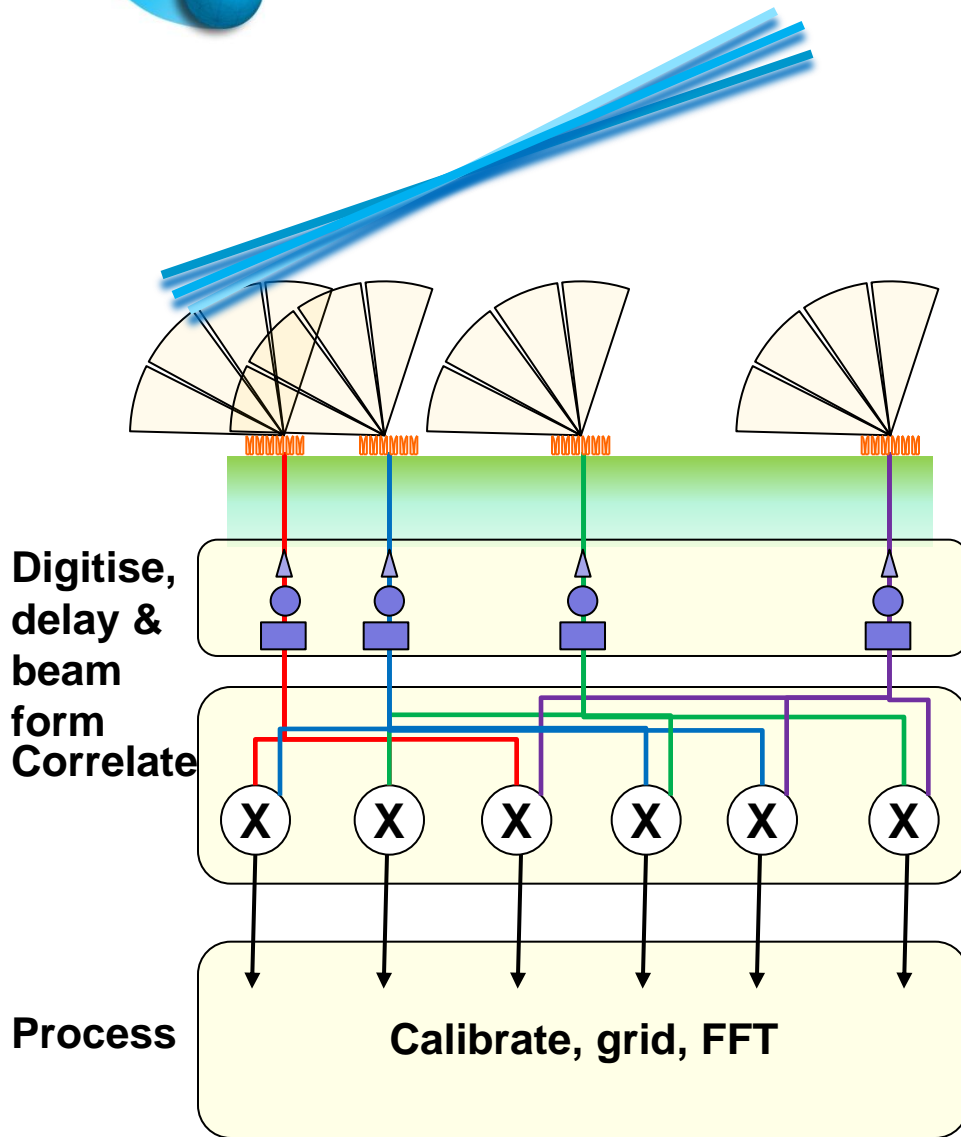 Digitise,
delay &
beam
form
Correlate
X X X X X X
Process
Calibrate, grid, FFT